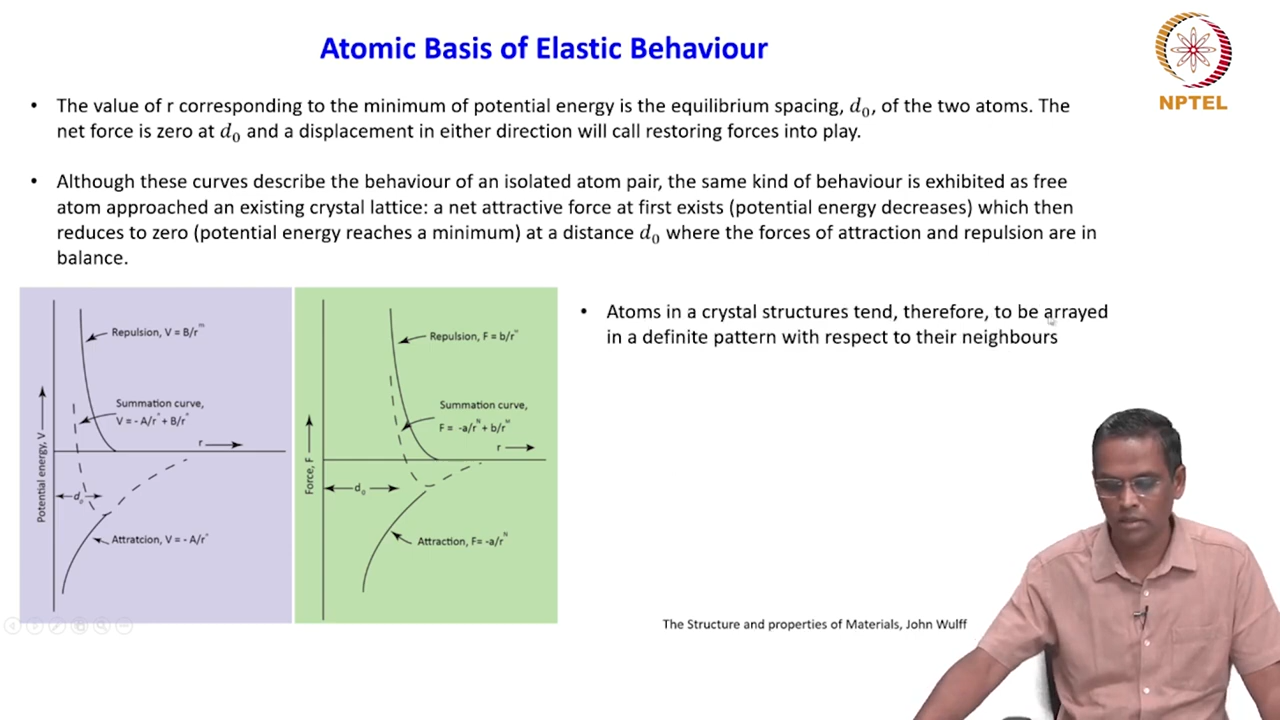 Atomic Basis of Elastic Behaviour
NPTEL
• The value of r corresponding to the minimum of potential energy is the equilibrium spacing, d₀, of the two atoms. The
net force is zero at d₀ and a displacement in either direction will call restoring forces into play.
• Although these curves describe the behaviour of an isolated atom pair, the same kind of behaviour is exhibited as free
atom approached an existing crystal lattice: a net attractive force at first exists (potential energy decreases) which then
reduces to zero (potential energy reaches a minimum) at a distance d₀ where the forces of attraction and repulsion are in
balance.
• Atoms in a crystal structures tend, therefore, to be arrayed
in a definite pattern with respect to their neighbours
Potential energy, V
Repulsion, V = B/rᵐ
Summation curve,
V = - A/r + B/r
r
d₀
Attratcion, V = - A/r
Force, F
Repulsion, F = b/r
Summation curve,
F = -a/rᴺ + b/rᴹ
r
d₀
Attraction, F= -a/rᴺ
The Structure and properties of Materials, John Wulff